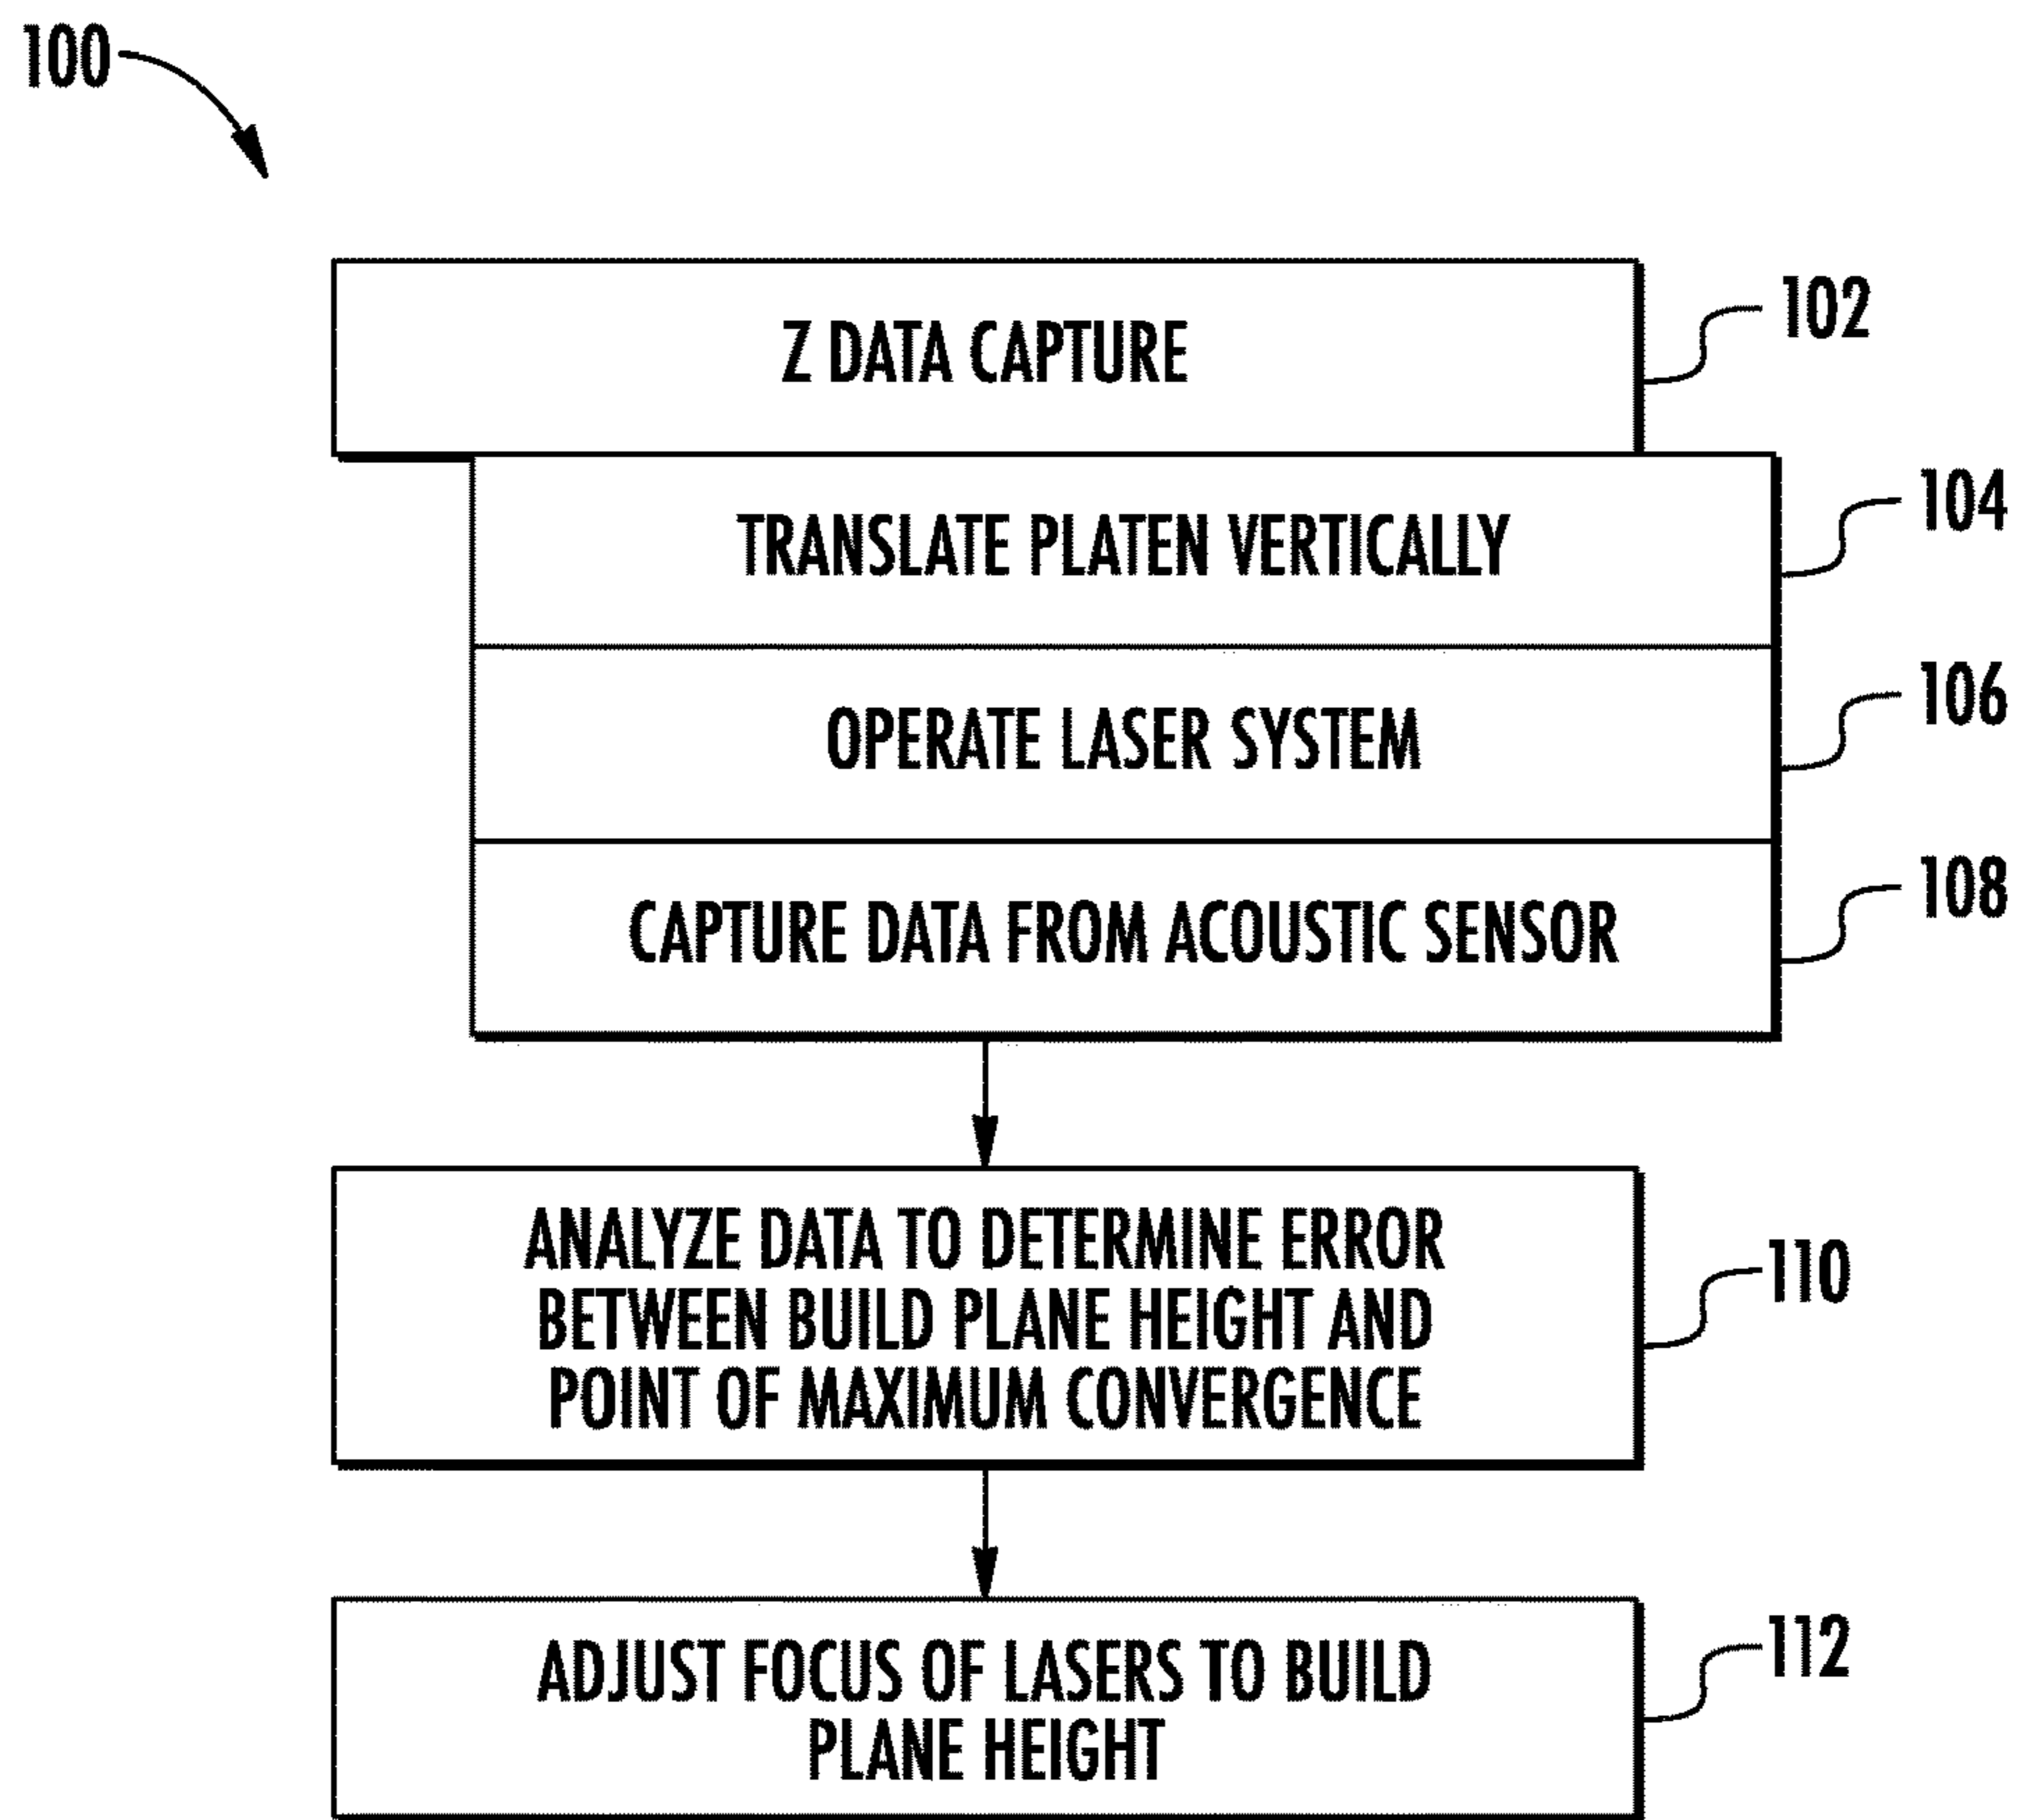 100
Z DATA CAPTURE
102
TRANSLATE PLATEN VERTICALLY
104
OPERATE LASER SYSTEM
106
CAPTURE DATA FROM ACOUSTIC SENSOR
108
ANALYZE DATA TO DETERMINE ERROR
BETWEEN BUILD PLANE HEIGHT AND
POINT OF MAXIMUM CONVERGENCE
110
ADJUST FOCUS OF LASERS TO BUILD
PLANE HEIGHT
112